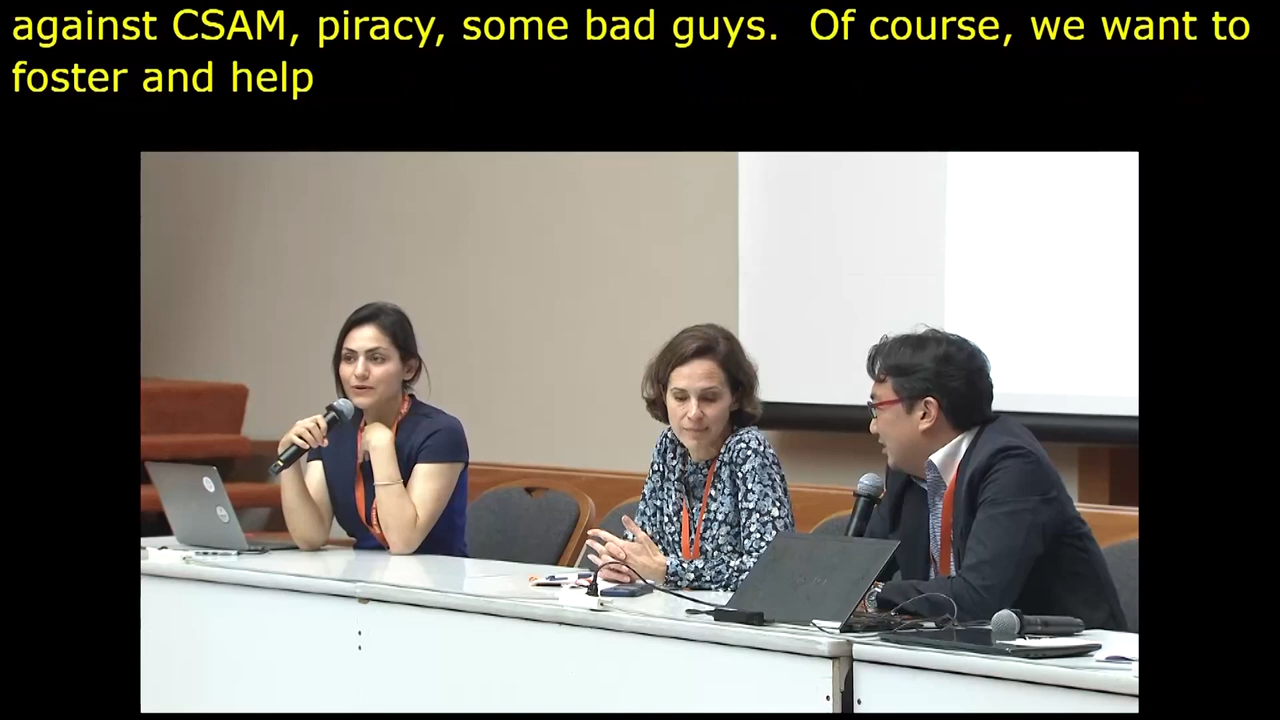 against CSAM, piracy, some bad guys.  Of course, we want to
foster and help